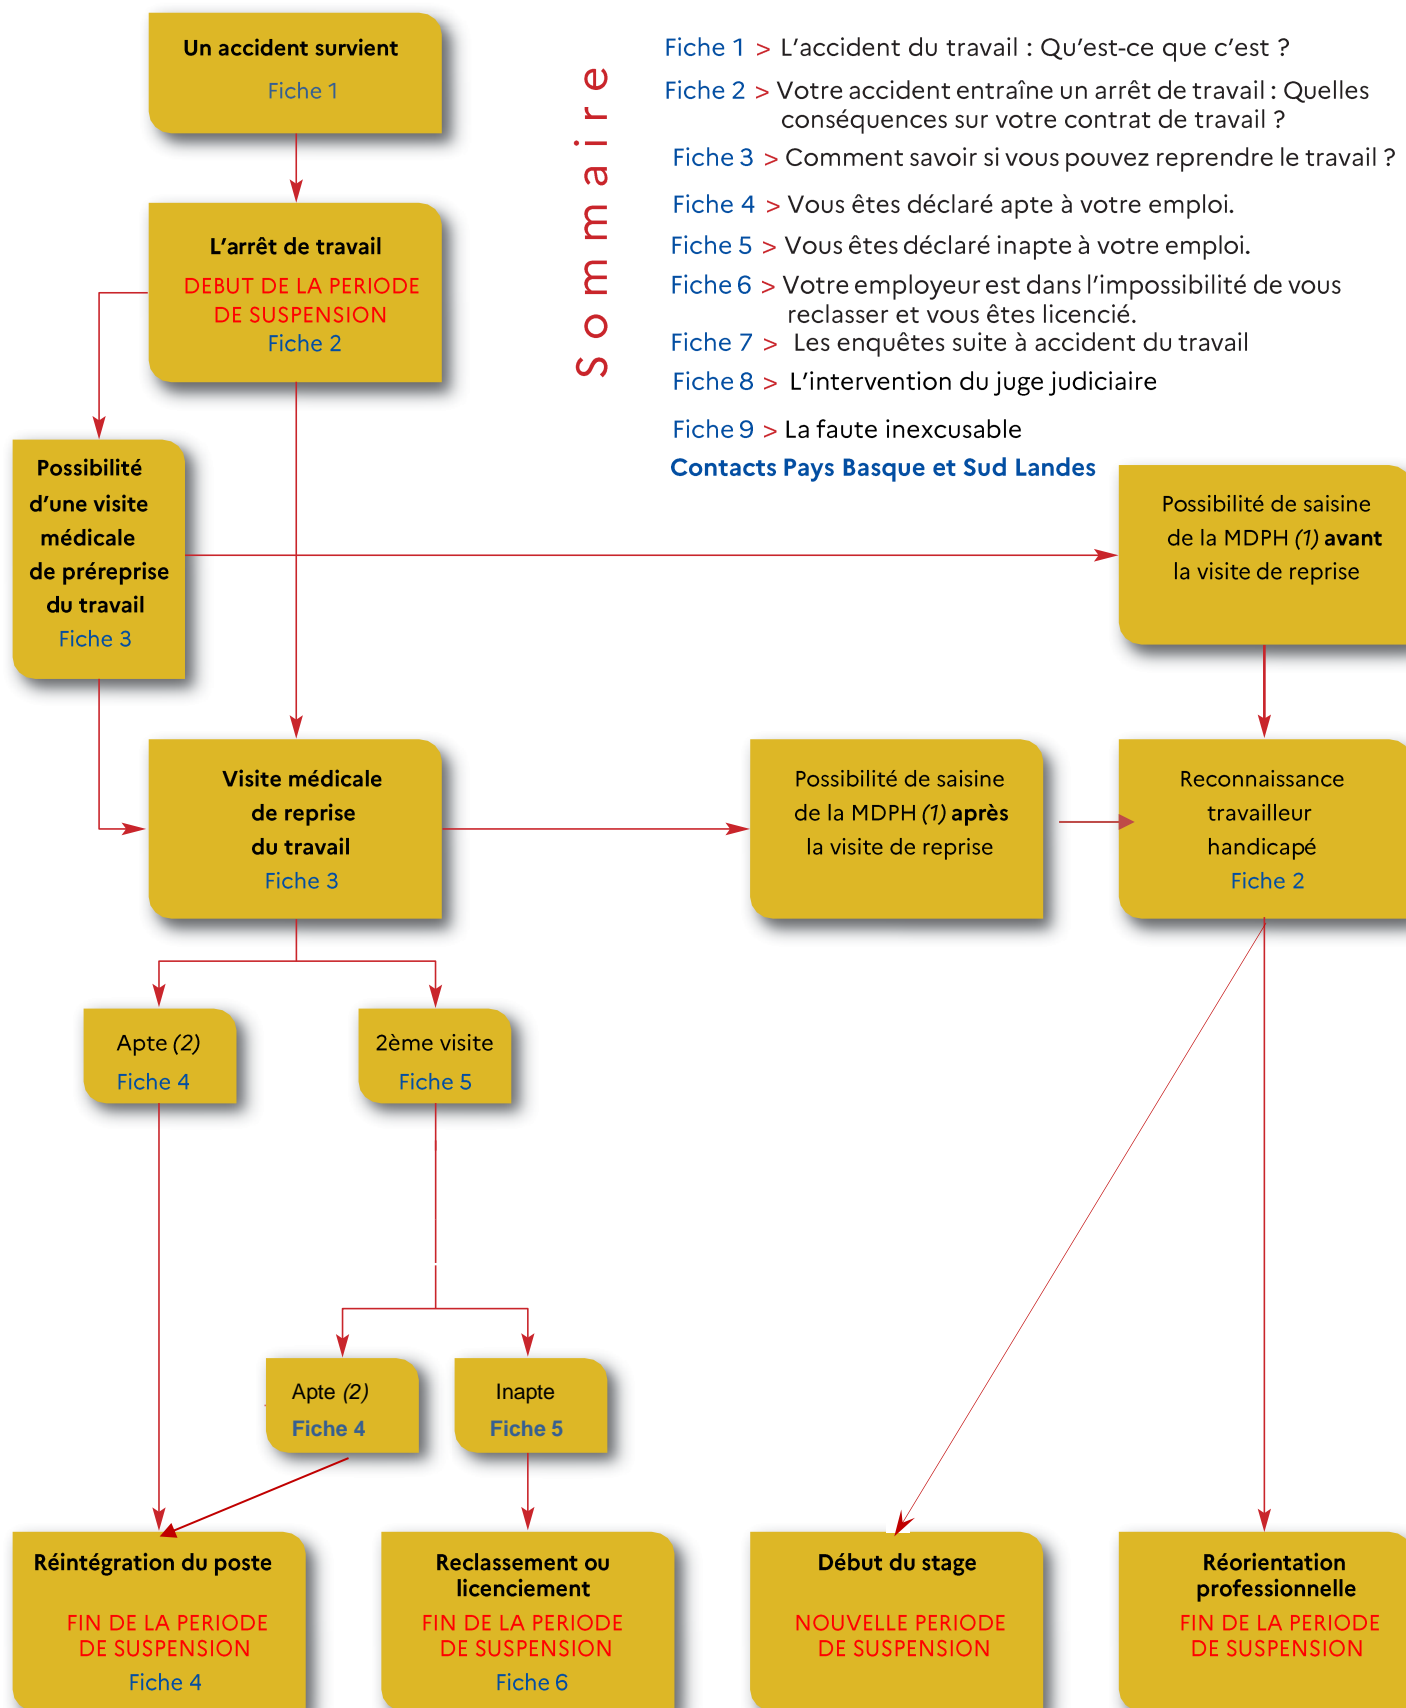 Un accident survient
Fiche 1
Sommaire
Fiche 1 > L'accident du travail : Qu'est-ce que c'est ?
Fiche 2 > Votre accident entraîne un arrêt de travail : Quelles
conséquences sur votre contrat de travail ?
Fiche 3 > Comment savoir si vous pouvez reprendre le travail ?
Fiche 4 > Vous êtes déclaré apte à votre emploi.
Fiche 5 > Vous êtes déclaré inapte à votre emploi.
Fiche 6 > Votre employeur est dans l'impossibilité de vous
reclasser et vous êtes licencié.
Fiche 7 > Les enquêtes suite à accident du travail
Fiche 8 > L'intervention du juge judiciaire
Fiche 9 > La faute inexcusable
Contacts Pays Basque et Sud Landes
L'arrêt de travail
DEBUT DE LA PERIODE
DE SUSPENSION
Fiche 2
Possibilité
d'une visite
médicale
de préreprise
du travail
Fiche 3
Possibilité de saisine
de la MDPH (1) avant
la visite de reprise
Visite médicale
de reprise
du travail
Fiche 3
Possibilité de saisine
de la MDPH (1) après
la visite de reprise
Reconnaissance
travailleur
handicapé
Fiche 2
Apte (2)
Fiche 4
2ème visite
Fiche 5
Apte (2)
Fiche 4
Inapte
Fiche 5
Réintégration du poste
FIN DE LA PERIODE
DE SUSPENSION
Fiche 4
Reclassement ou
licenciement
FIN DE LA PERIODE
DE SUSPENSION
Fiche 6
Début du stage
NOUVELLE PERIODE
DE SUSPENSION
Réorientation
professionnelle
FIN DE LA PERIODE
DE SUSPENSION